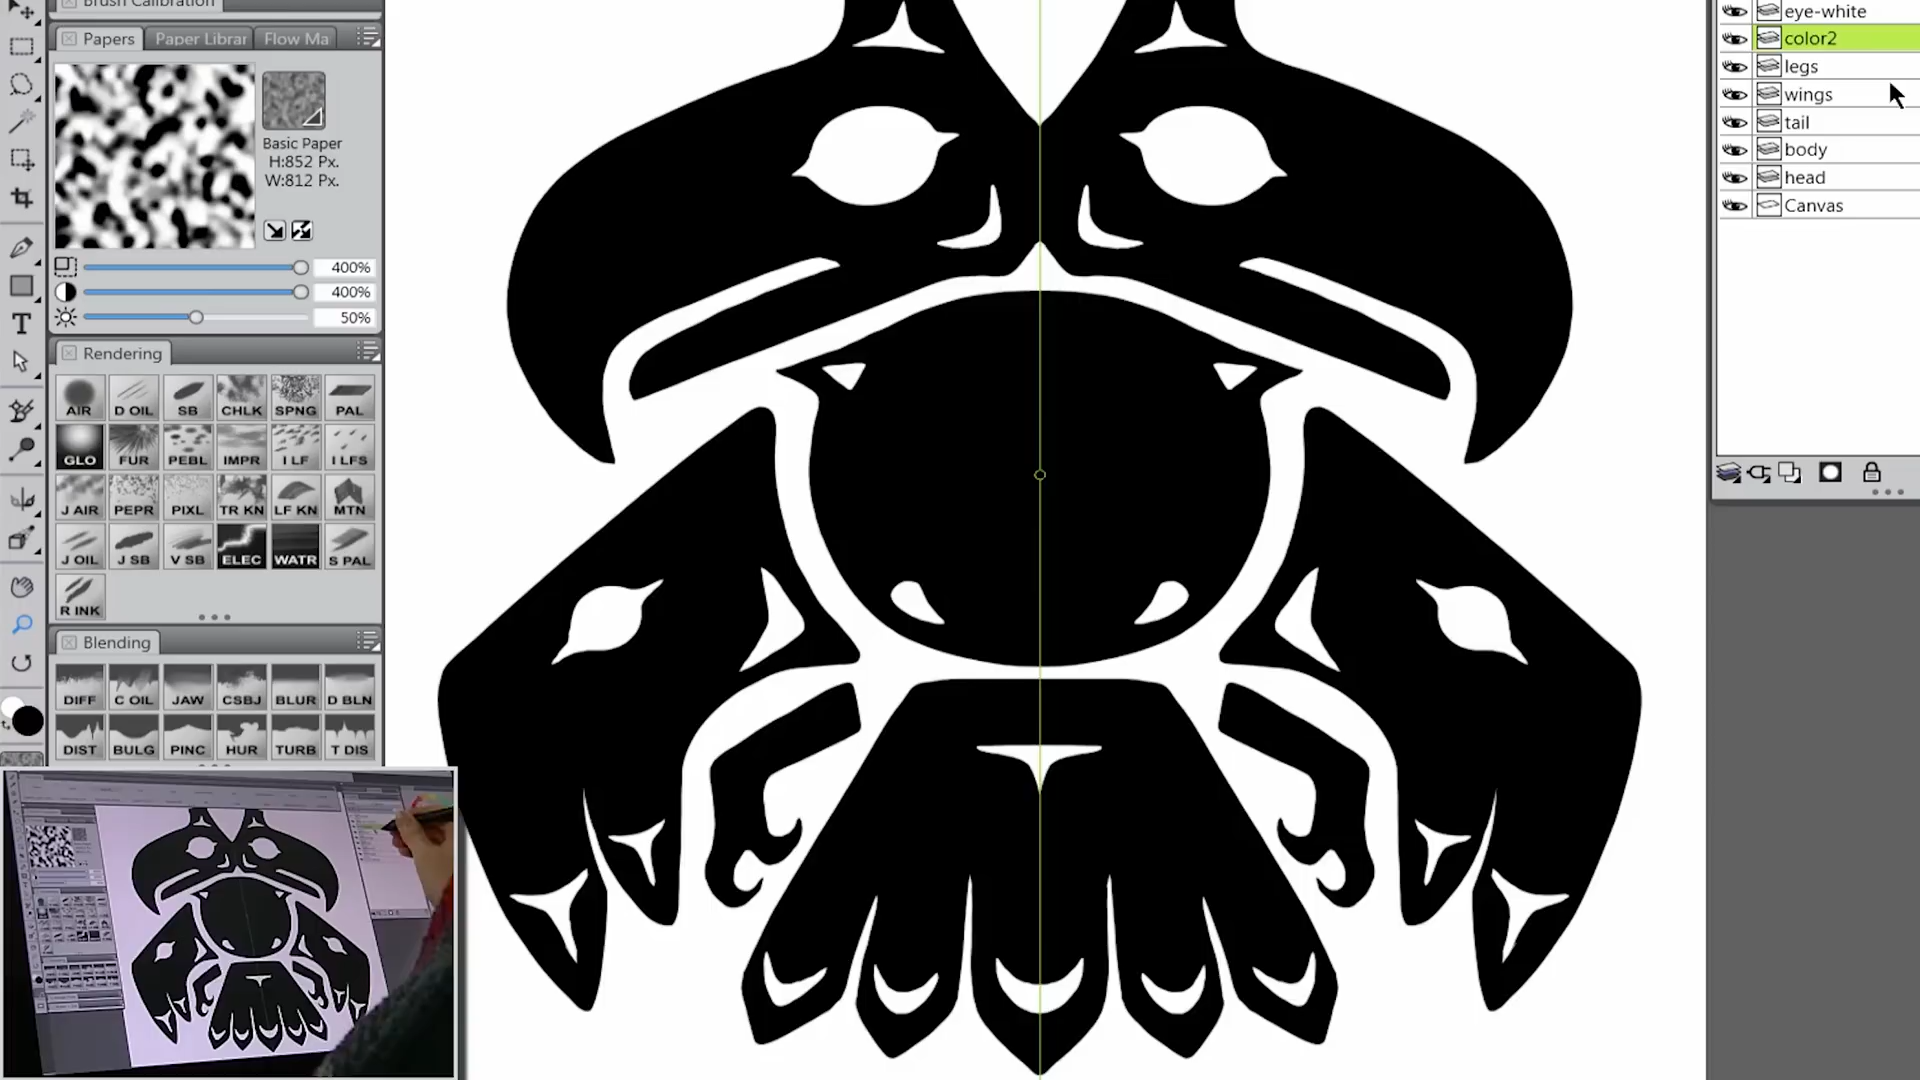 Brush Calibration
Papers
Paper Librar
Flow Ma
Basic Paper
H:852 Px.
W:812 Px.
400%
400%
50%
T
Rendering
AIR
D OIL
SB
CHLK
SPNG
PAL
GLO
FUR
PEBL
IMPR
I LF
I LFS
J AIR
PEPR
PIXL
TR KN
LF KN
MTN
J OIL
J SB
V SB
ELEC
WATR
S PAL
R INK
Blending
DIFF
C OIL
JAW
CSBJ
BLUR
D BLN
DIST
BULG
PINC
HUR
TURB
T DIS
eye-white
color2
legs
wings
tail
body
head
Canvas